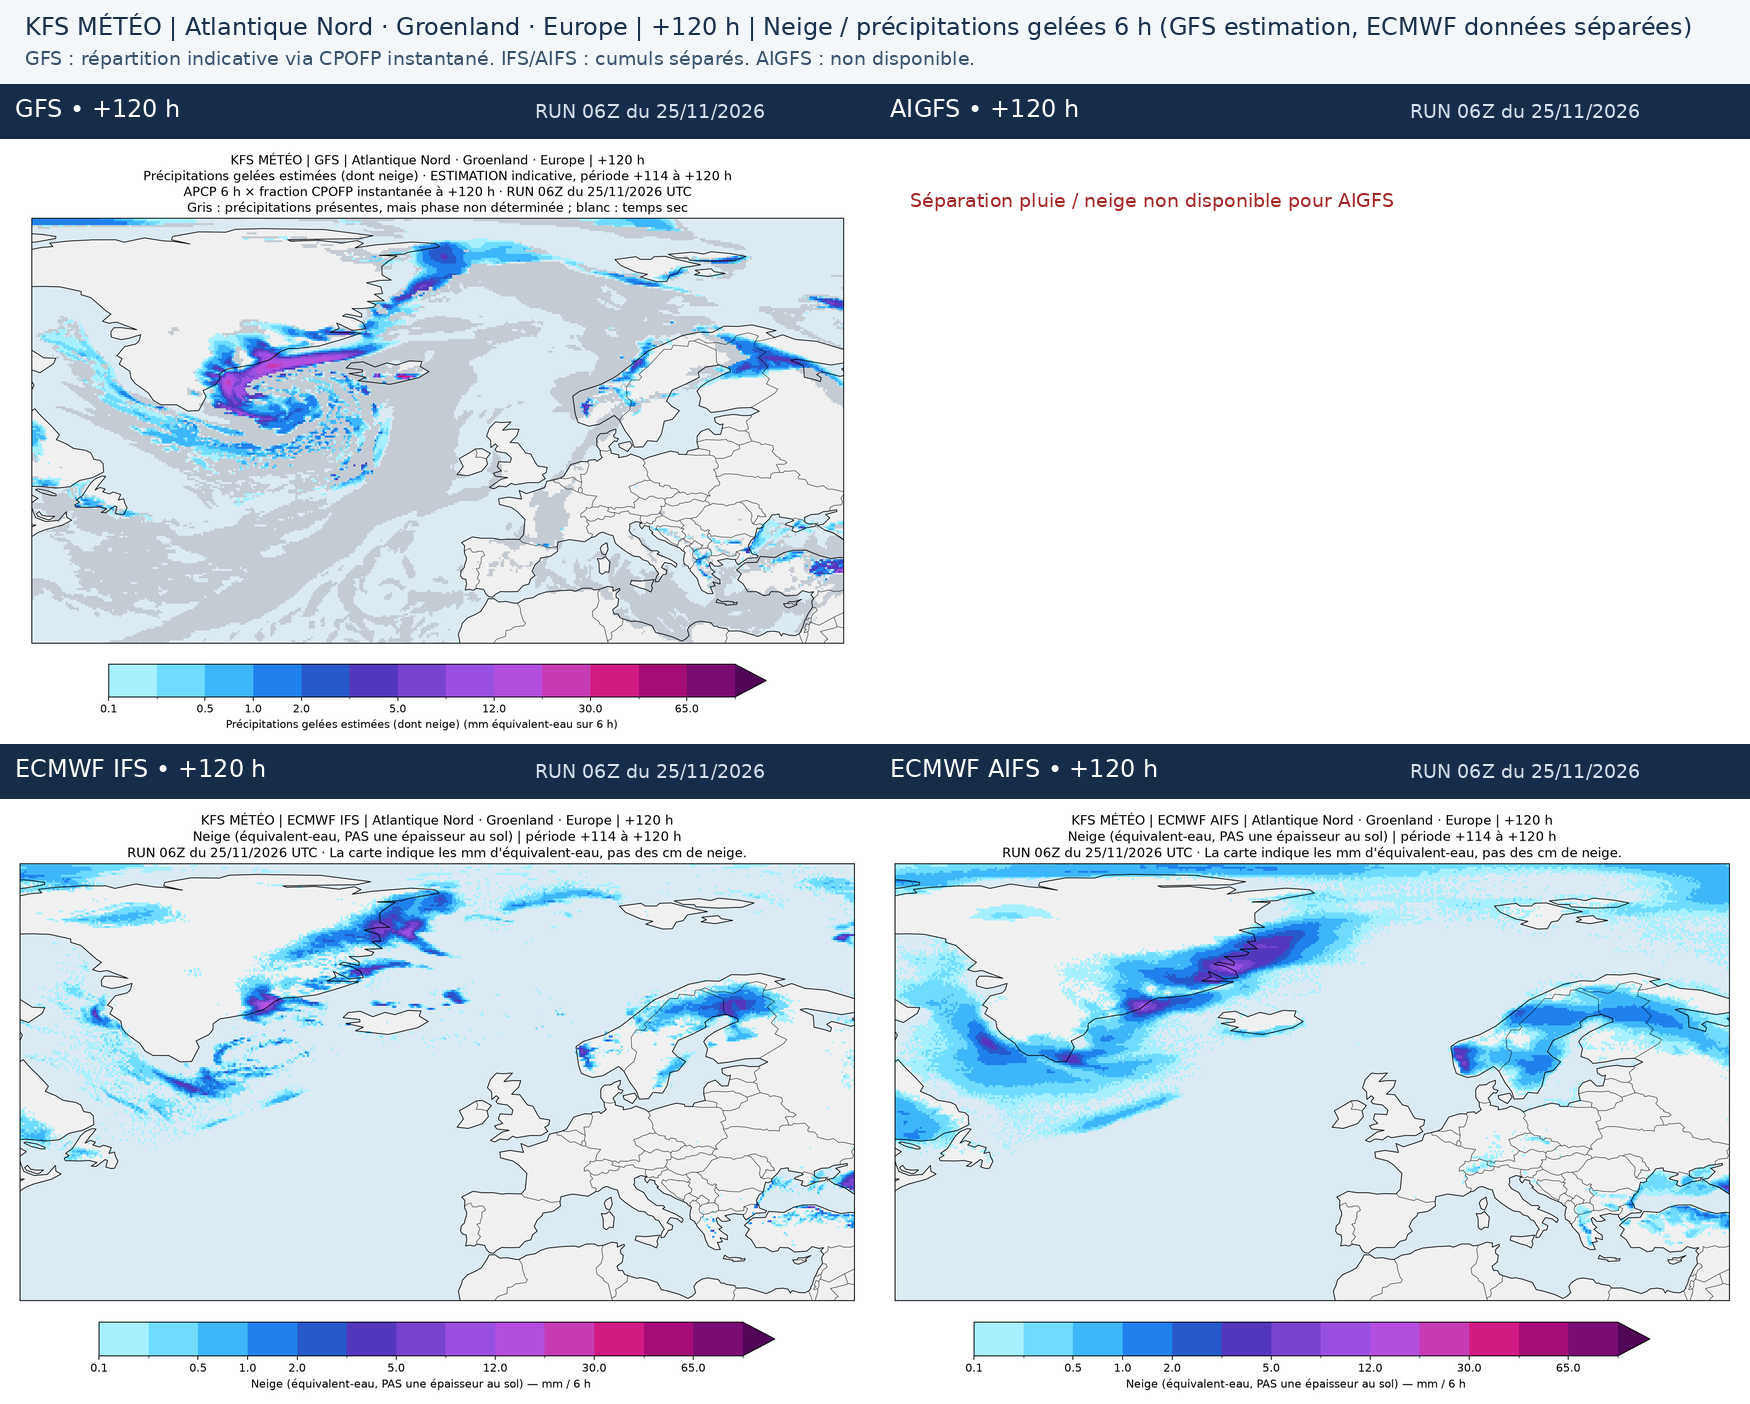 KFS MÉTÉO | Atlantique Nord · Groenland · Europe | +120 h | Neige / précipitations gelées 6 h (GFS estimation, ECMWF données séparées)
GFS : répartition indicative via CPOFP instantané. IFS/AIFS : cumuls séparés. AIGFS : non disponible.
GFS • +120 h
RUN 06Z du 25/11/2026
KFS MÉTÉO | GFS | Atlantique Nord · Groenland · Europe | +120 h
Précipitations gelées estimées (dont neige) · ESTIMATION indicative, période +114 à +120 h
APCP 6 h × fraction CPOFP instantanée à +120 h · RUN 06Z du 25/11/2026 UTC
Gris : précipitations présentes, mais phase non déterminée ; blanc : temps sec
0.1 0.5 1.0 2.0 5.0 12.0 30.0 65.0
Précipitations gelées estimées (dont neige) (mm équivalent-eau sur 6 h)
AIGFS • +120 h
RUN 06Z du 25/11/2026
Séparation pluie / neige non disponible pour AIGFS
ECMWF IFS • +120 h
RUN 06Z du 25/11/2026
KFS MÉTÉO | ECMWF IFS | Atlantique Nord · Groenland · Europe | +120 h
Neige (équivalent-eau, PAS une épaisseur au sol) | période +114 à +120 h
RUN 06Z du 25/11/2026 UTC · La carte indique les mm d'équivalent-eau, pas des cm de neige.
0.1 0.5 1.0 2.0 5.0 12.0 30.0 65.0
Neige (équivalent-eau, PAS une épaisseur au sol) — mm / 6 h
ECMWF AIFS • +120 h
RUN 06Z du 25/11/2026
KFS MÉTÉO | ECMWF AIFS | Atlantique Nord · Groenland · Europe | +120 h
Neige (équivalent-eau, PAS une épaisseur au sol) | période +114 à +120 h
RUN 06Z du 25/11/2026 UTC · La carte indique les mm d'équivalent-eau, pas des cm de neige.
0.1 0.5 1.0 2.0 5.0 12.0 30.0 65.0
Neige (équivalent-eau, PAS une épaisseur au sol) — mm / 6 h